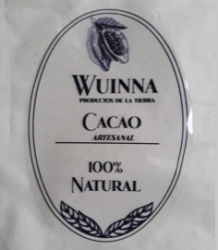 WUINNA
PRODUCTOS DE LA TIERRA
CACAO
ARTESANAL
100%
NATURAL